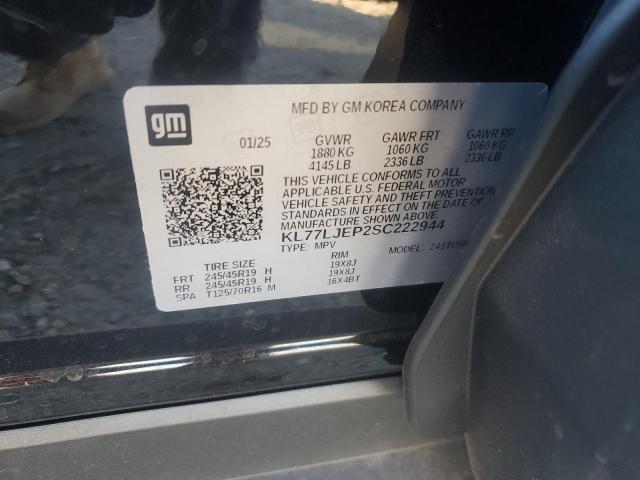 gm
MFD BY GM KOREA COMPANY
01/25 GVWR GAWR FRT GAWR RR
1880 KG 1060 KG 1060 KG
4145 LB 2336 LB 2336 LB
THIS VEHICLE CONFORMS TO ALL
APPLICABLE U.S. FEDERAL MOTOR
VEHICLE SAFETY AND THEFT PREVENTION
STANDARDS IN EFFECT ON THE DATE OF
MANUFACTURE SHOWN ABOVE.
KL77LJEP2SC222944
TYPE: MPV MODEL:
TIRE SIZE RIM
FRT 245/45R19 H 19X8J
RR 245/45R19 H 19X8J
SPA T125/70R16 M 16X4BT